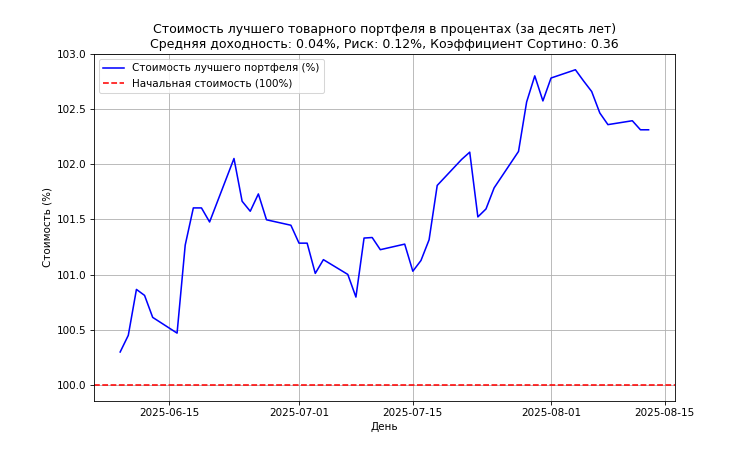 Стоимость лучшего товарного портфеля в процентах (за десять лет)
Средняя доходность: 0.04%, Риск: 0.12%, Коэффициент Сортино: 0.36
Стоимость лучшего портфеля (%)
Начальная стоимость (100%)
Стоимость (%)
103.0
102.5
102.0
101.5
101.0
100.5
100.0
2025-06-15
2025-07-01
2025-07-15
2025-08-01
2025-08-15
День